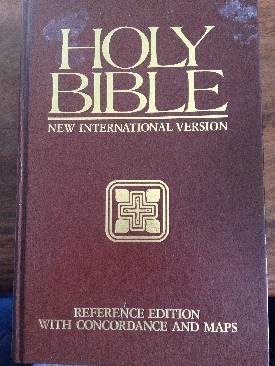 HOLY
BIBLE
NEW INTERNATIONAL VERSION
REFERENCE EDITION
WITH CONCORDANCE AND MAPS